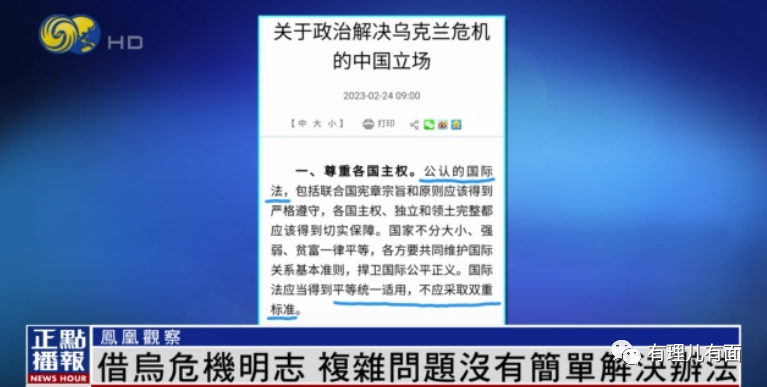 HD
关于政治解决乌克兰危机
的中国立场
2023-02-24 09:00
【中 大 小】 打印
一、尊重各国主权。公认的国际
法，包括联合国宪章宗旨和原则应该得到
严格遵守，各国主权、独立和领土完整都
应该得到切实保障。国家不分大小、强
弱、贫富一律平等，各方要共同维护国际
关系基本准则，捍卫国际公平正义。国际
法应当得到平等统一适用，不应采取双重
标准。
正點
播報
NEWS HOUR
鳳凰觀察
借烏危機明志 複雜問題沒有簡單解決辦法
有理儿有面